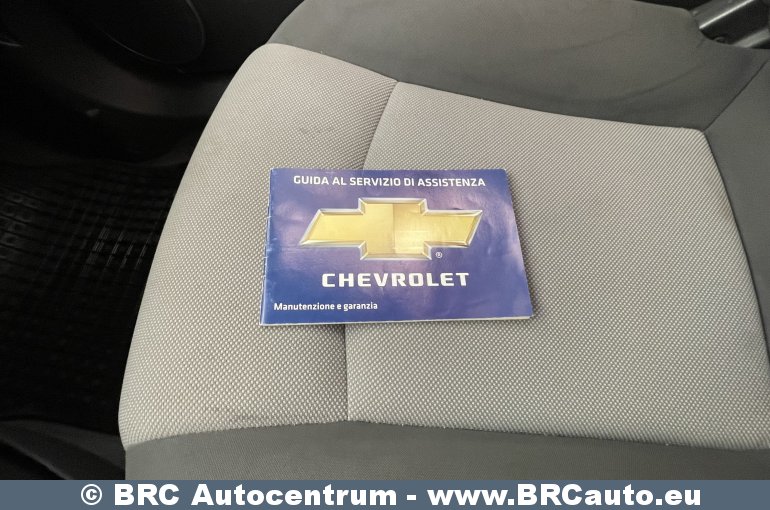 GUIDA AL SERVIZIO DI ASSISTENZA
®
CHEVROLET
Manutenzione e garanzia
© BRC Autocentrum - www.BRCauto.eu